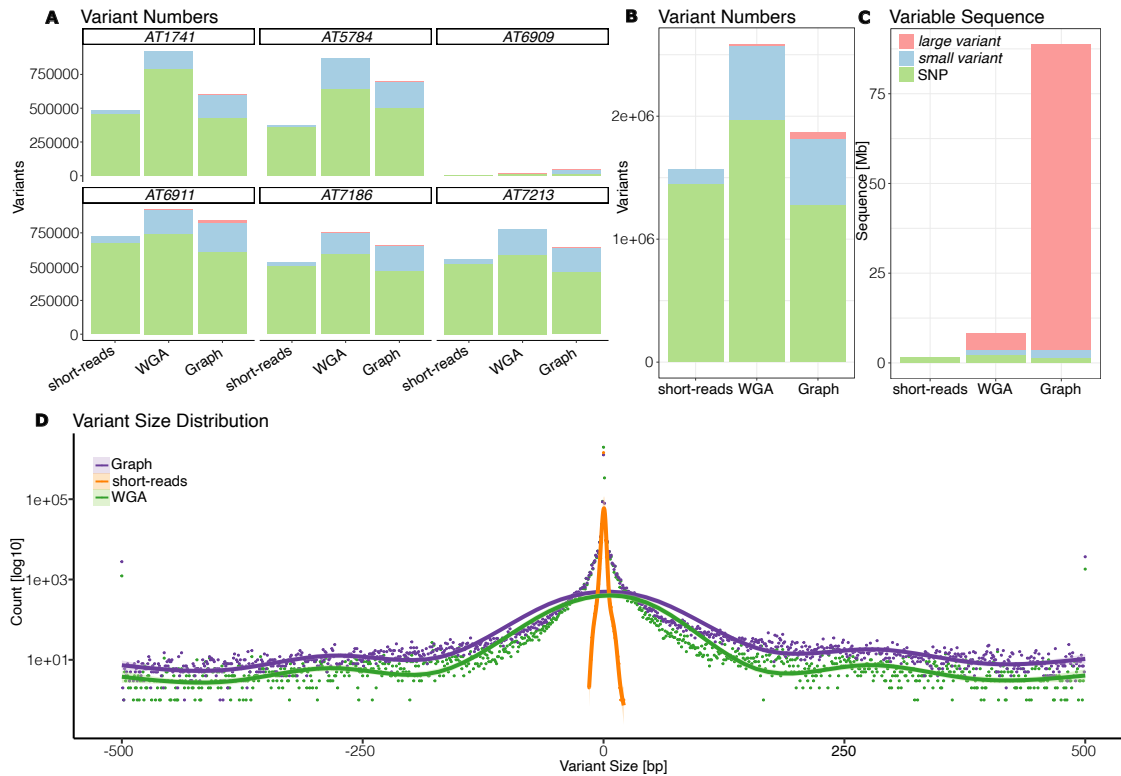 A Variant Numbers
AT1741 AT5784 AT6909
750000
500000
250000
0
Variants
AT6911 AT7186 AT7213
750000
500000
250000
0
short-reads WGA Graph short-reads WGA Graph short-reads WGA Graph
B Variant Numbers
2e+06
1e+06
0
Variants
short-reads WGA Graph
C Variable Sequence
large variant
small variant
SNP
75
50
25
0
Sequence [Mb]
short-reads WGA Graph
D Variant Size Distribution
Graph
short-reads
WGA
1e+05
1e+03
1e+01
Count [log10]
-500 -250 0 250 500
Variant Size [bp]